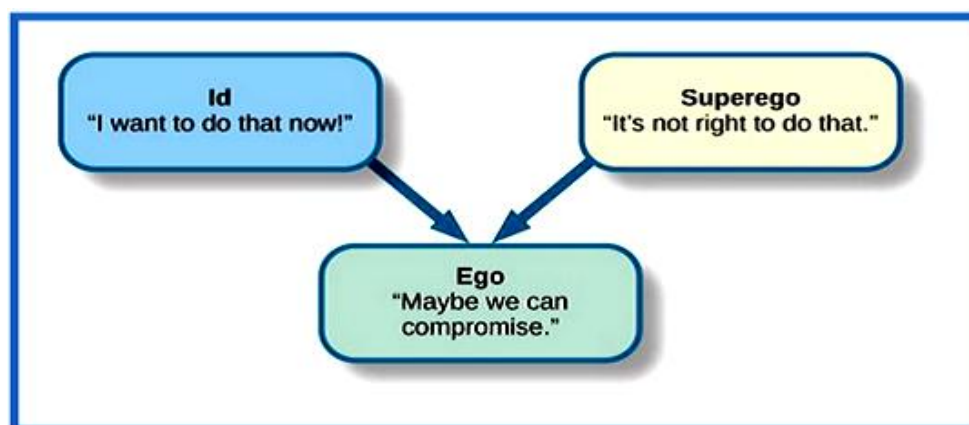 Id
“I want to do that now!”
Superego
“It’s not right to do that.”
Ego
“Maybe we can
compromise.”